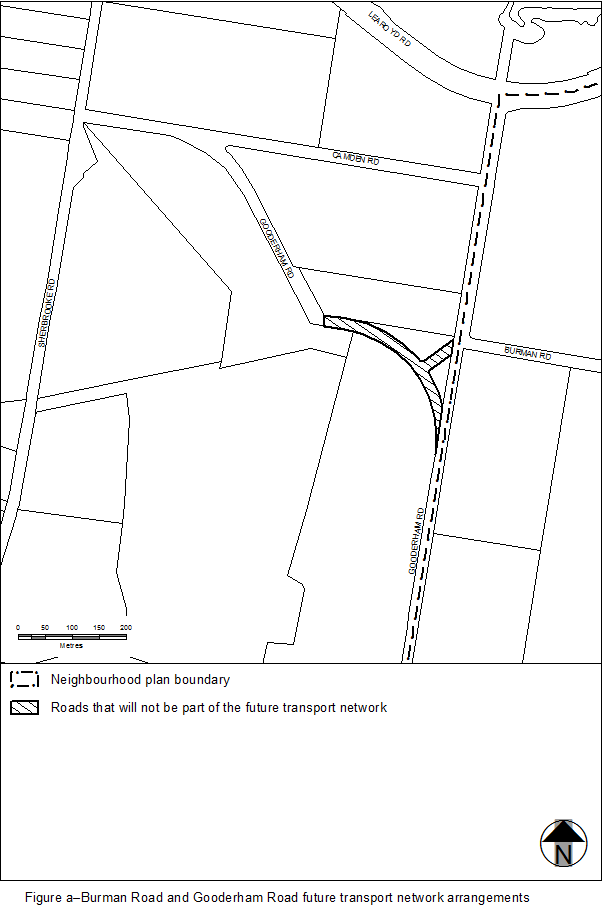 LEAROYD RD
CAMDEN RD
GOODERHAM RD
SHERBROOKE RD
BURMAN RD
GOODERHAM RD
0 50 100 150 200
Metres
Neighbourhood plan boundary
Roads that will not be part of the future transport network
N
Figure a–Burman Road and Gooderham Road future transport network arrangements